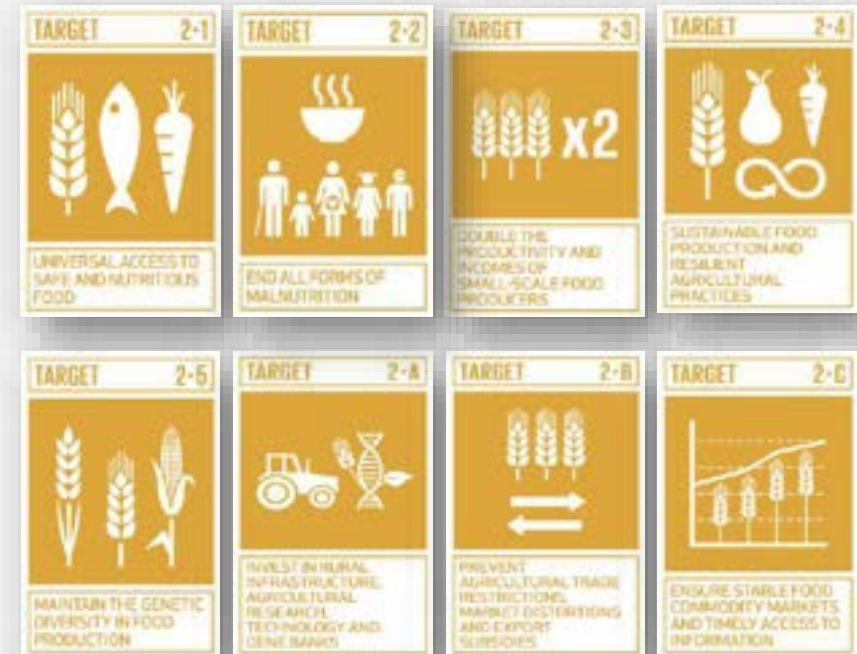 TARGET 2·1
UNIVERSAL ACCESS TO
SAFE AND NUTRITIOUS
FOOD
TARGET 2·2
END ALL FORMS OF
MALNUTRITION
TARGET 2·3
x2
DOUBLE THE
PRODUCTIVITY AND
INCOMES OF
SMALL-SCALE FOOD
PRODUCERS
TARGET 2·4
SUSTAINABLE FOOD
PRODUCTION AND
RESILIENT
AGRICULTURAL
PRACTICES
TARGET 2·5
MAINTAIN THE GENETIC
DIVERSITY IN FOOD
PRODUCTION
TARGET 2·A
INVEST IN RURAL
INFRASTRUCTURE,
AGRICULTURAL
RESEARCH,
TECHNOLOGY AND
GENE BANKS
TARGET 2·B
PREVENT
AGRICULTURAL TRADE
RESTRICTIONS,
MARKET DISTORTIONS
AND EXPORT
SUBSIDIES
TARGET 2·C
ENSURE STABLE FOOD
COMMODITY MARKETS
AND TIMELY ACCESS TO
INFORMATION